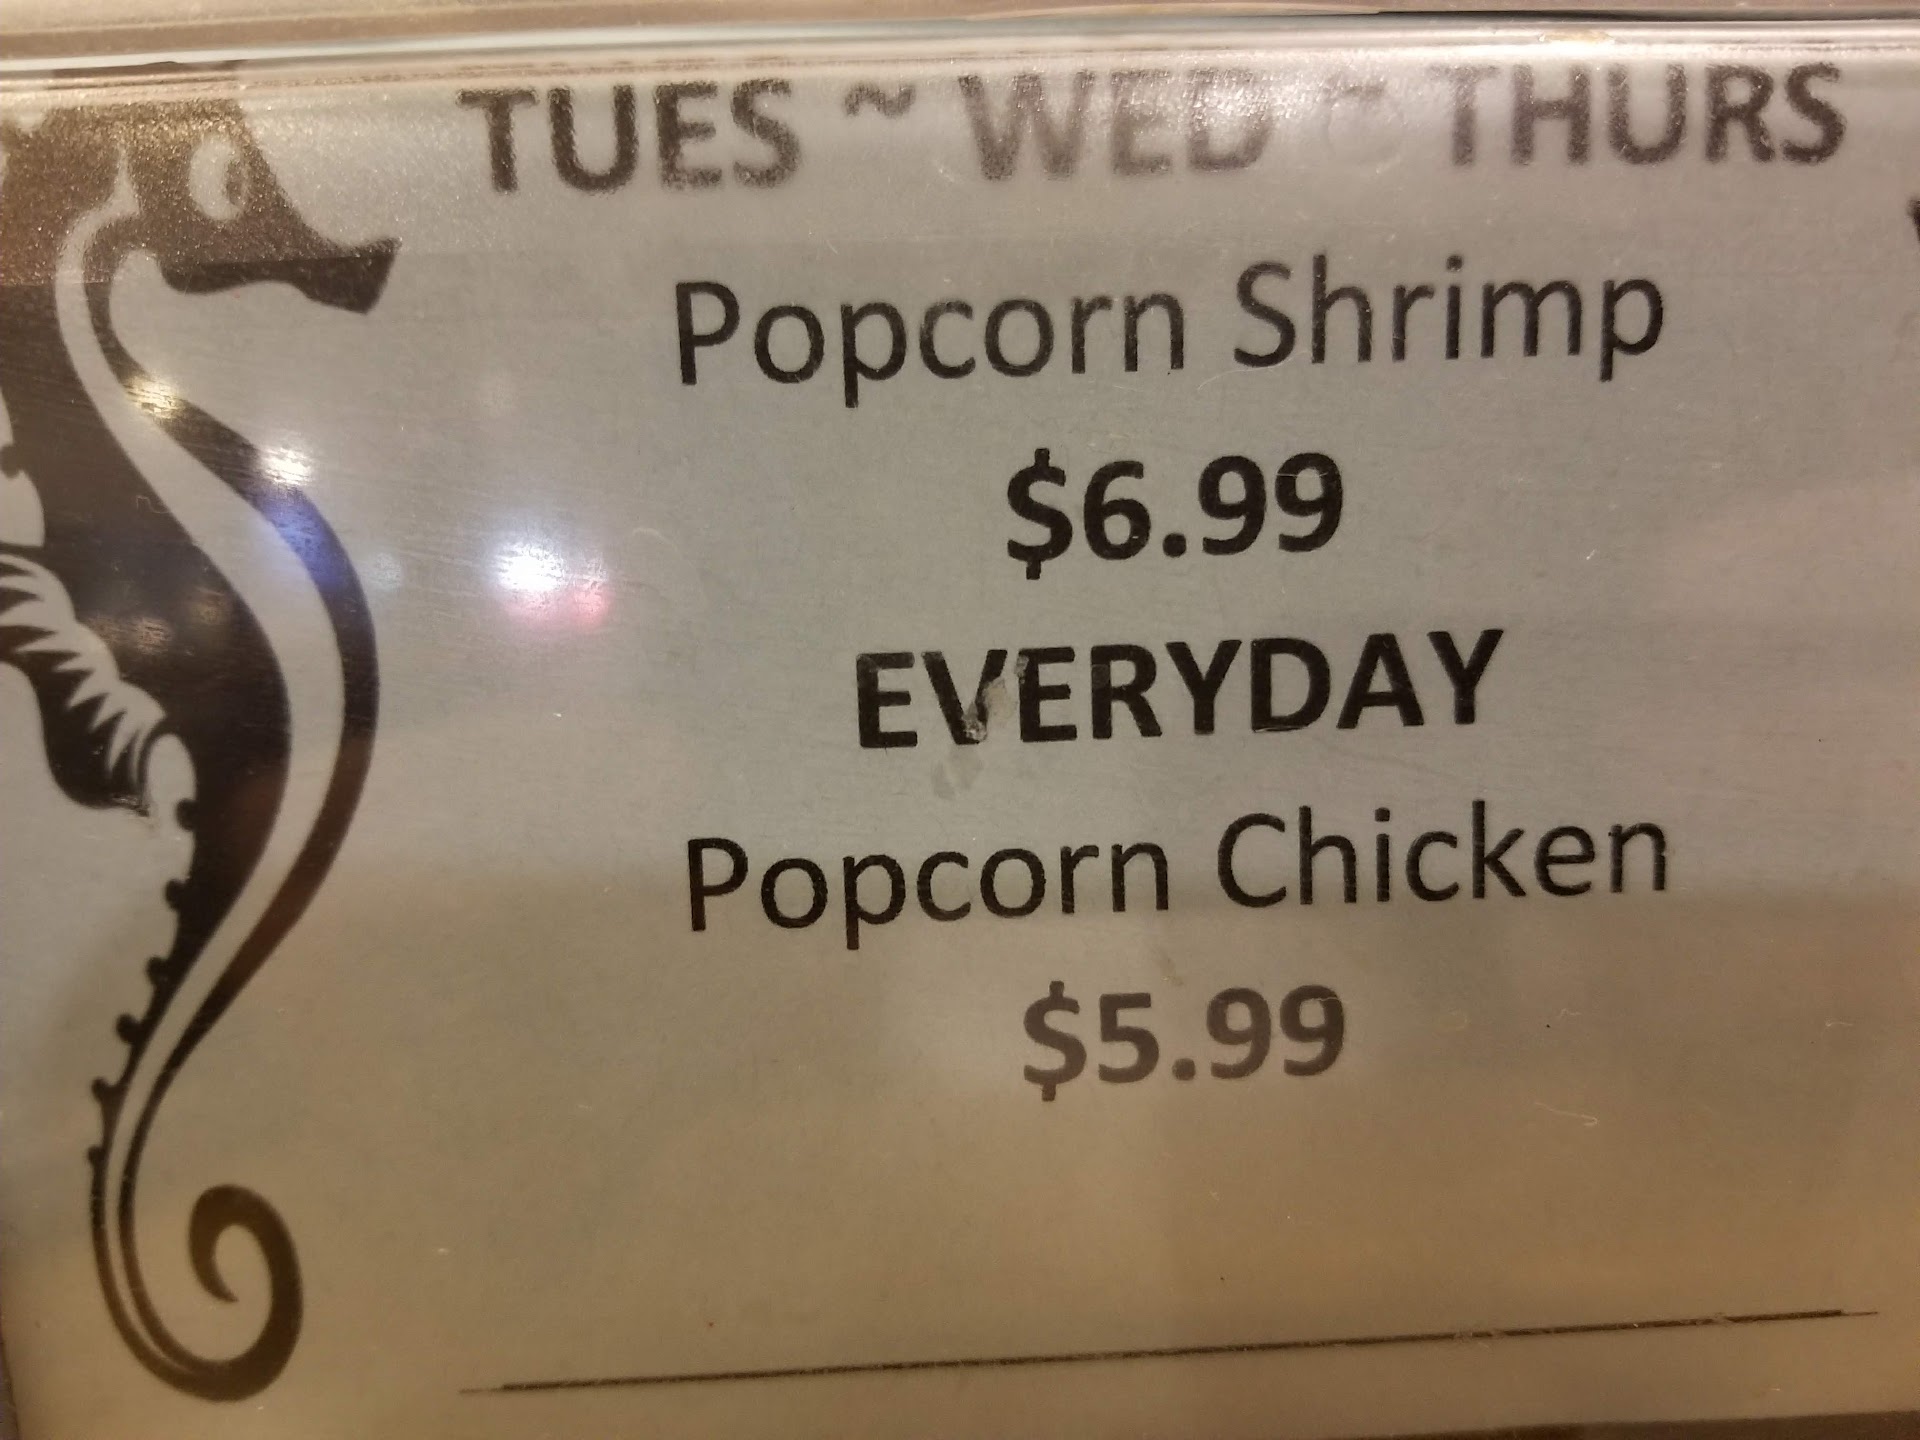 TUES ~ WED ~ THURS
Popcorn Shrimp
$6.99
EVERYDAY
Popcorn Chicken
$5.99